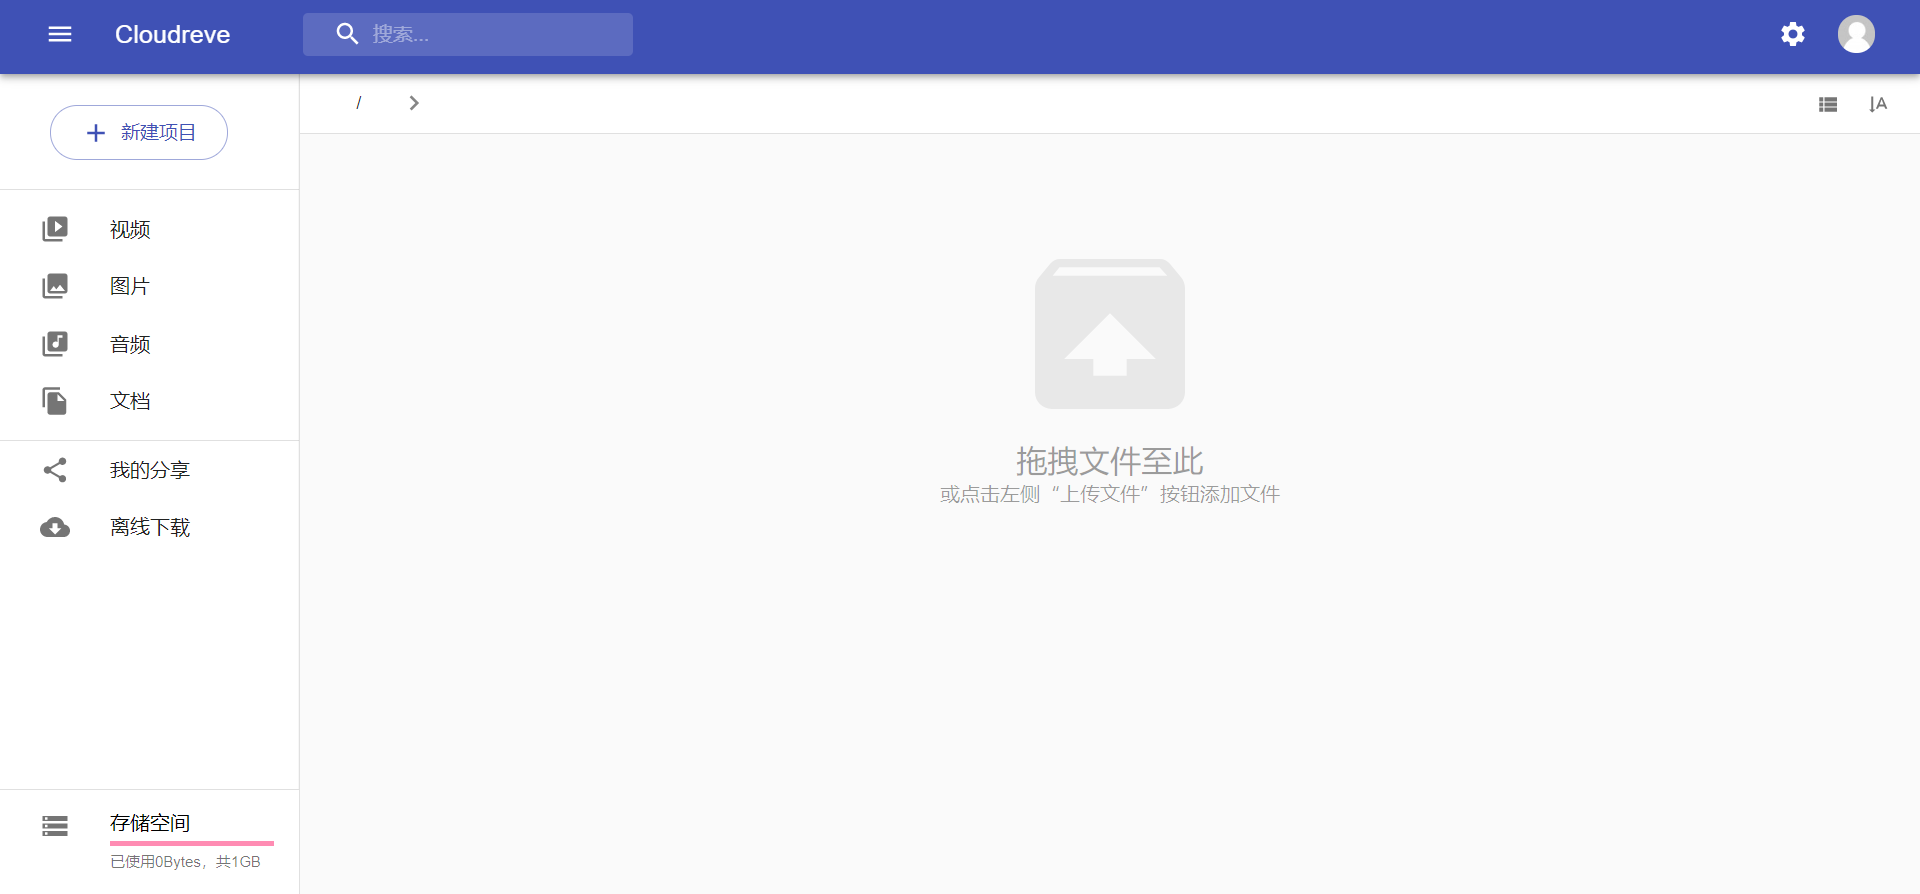 Cloudreve
搜索...
新建项目
/
视频
图片
音频
文档
我的分享
离线下载
拖拽文件至此
或点击左侧“上传文件”按钮添加文件
存储空间
已使用0Bytes，共1GB